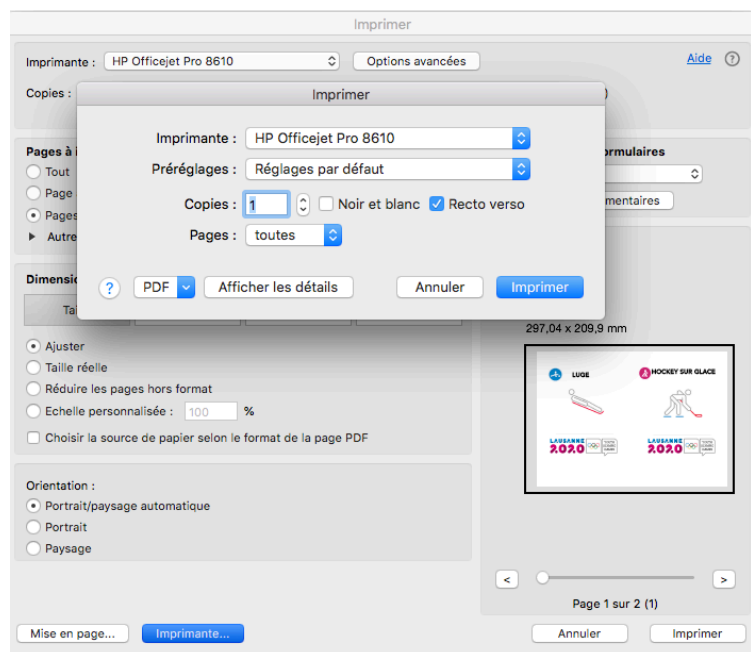 Imprimer
Imprimante : HP Officejet Pro 8610 Options avancées Aide ?
Copies : )
Imprimer
Imprimante : HP Officejet Pro 8610
Préréglages : Réglages par défaut
Copies : 1 Noir et blanc Recto verso
Pages : toutes
? PDF Afficher les détails Annuler Imprimer
Pages à
Tout
Page
Pages
Autre
Dimensi
Tai
Ajuster
Taille réelle
Réduire les pages hors format
Echelle personnalisée : 100 %
Choisir la source de papier selon le format de la page PDF
Orientation :
Portrait/paysage automatique
Portrait
Paysage
ormulaires
mentaires
297,04 x 209,9 mm
LUGE HOCKEY SUR GLACE
LAUSANNE 2020 LAUSANNE 2020
< >
Page 1 sur 2 (1)
Mise en page... Imprimante... Annuler Imprimer